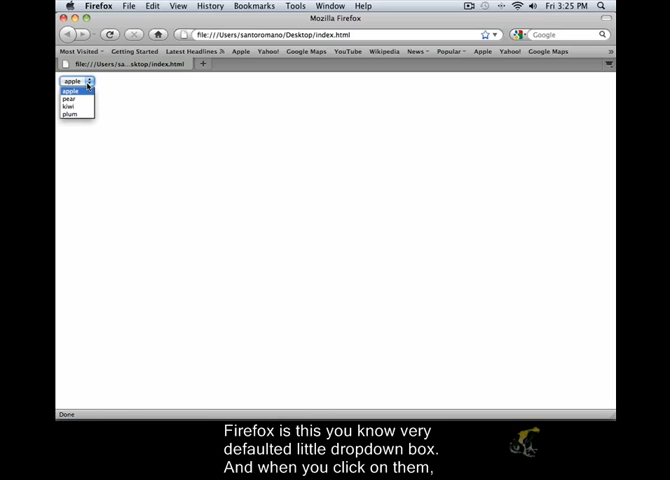 Firefox File Edit View History Bookmarks Tools Window Help Fri 3:25 PM
Mozilla Firefox
file:///Users/santoromano/Desktop/index.html Google
Most Visited Getting Started Latest Headlines Apple Yahoo! Google Maps YouTube Wikipedia News Popular Apple Yahoo! Google Maps
file:///Users/sa...sktop/index.html
apple
apple
pear
kiwi
plum
Done
Firefox is this you know very
defaulted little dropdown box.
And when you click on them,